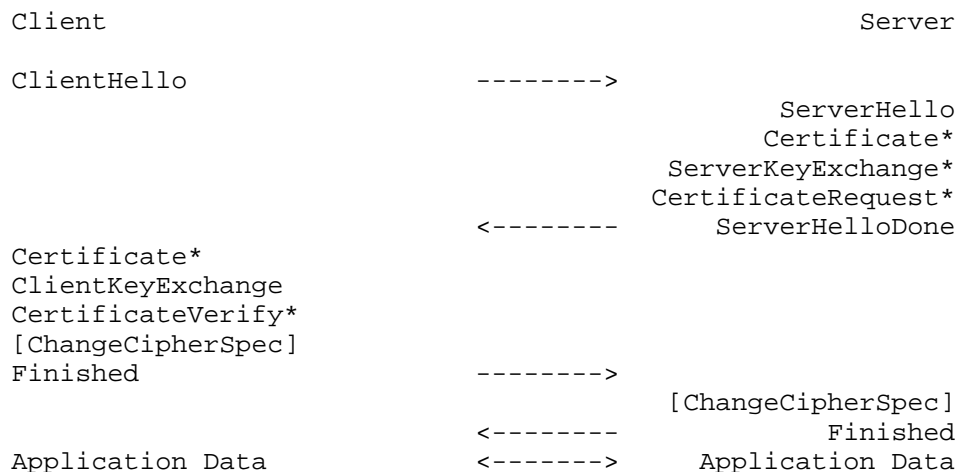 Client                                               Server

ClientHello                  -------->
                                                ServerHello
                                               Certificate*
                                         ServerKeyExchange*
                                        CertificateRequest*
                             <--------      ServerHelloDone
Certificate*
ClientKeyExchange
CertificateVerify*
[ChangeCipherSpec]
Finished                     -------->
                                         [ChangeCipherSpec]
                             <--------             Finished
Application Data             <------->     Application Data